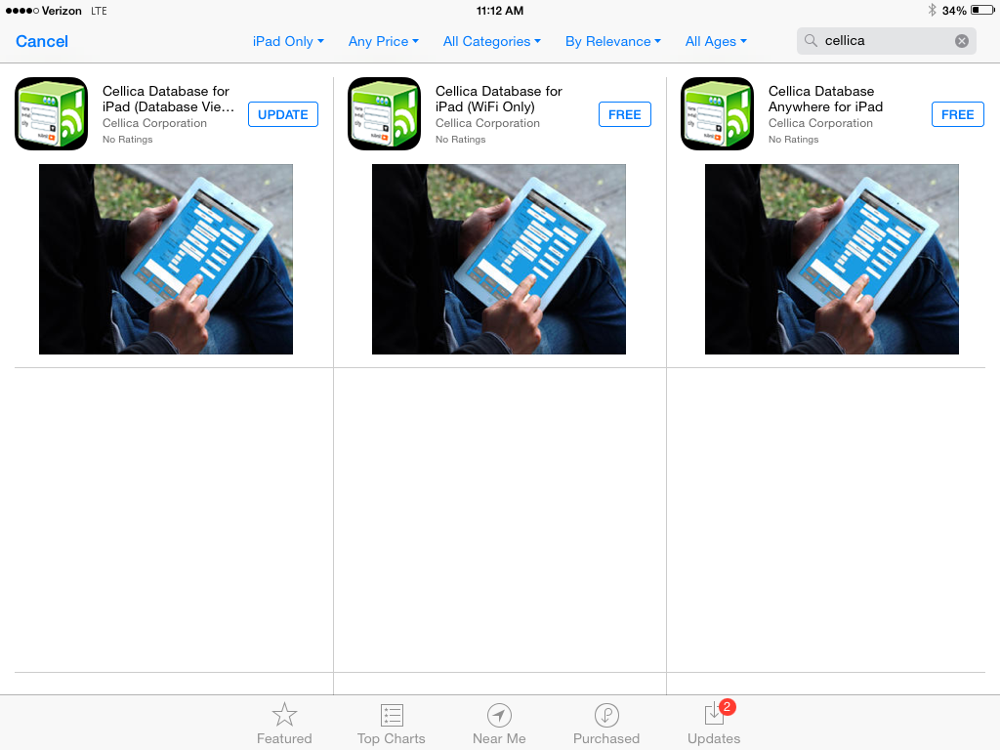 Verizon LTE
11:12 AM
34%
Cancel
iPad Only
Any Price
All Categories
By Relevance
All Ages
cellica
Cellica Database for
iPad (Database Vie...
Cellica Corporation
No Ratings
UPDATE
Cellica Database for
iPad (WiFi Only)
Cellica Corporation
No Ratings
FREE
Cellica Database
Anywhere for iPad
Cellica Corporation
No Ratings
FREE
Featured
Top Charts
Near Me
Purchased
2
Updates